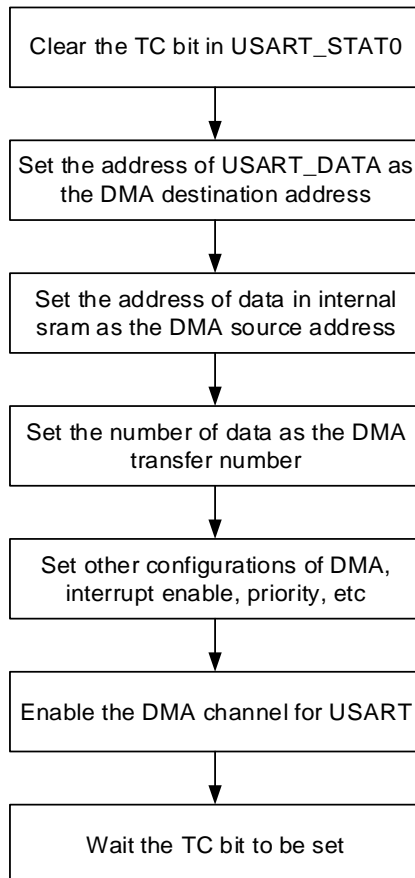 Clear the TC bit in USART_STAT0
Set the address of USART_DATA as
the DMA destination address
Set the address of data in internal
sram as the DMA source address
Set the number of data as the DMA
transfer number
Set other configurations of DMA,
interrupt enable, priority, etc
Enable the DMA channel for USART
Wait the TC bit to be set